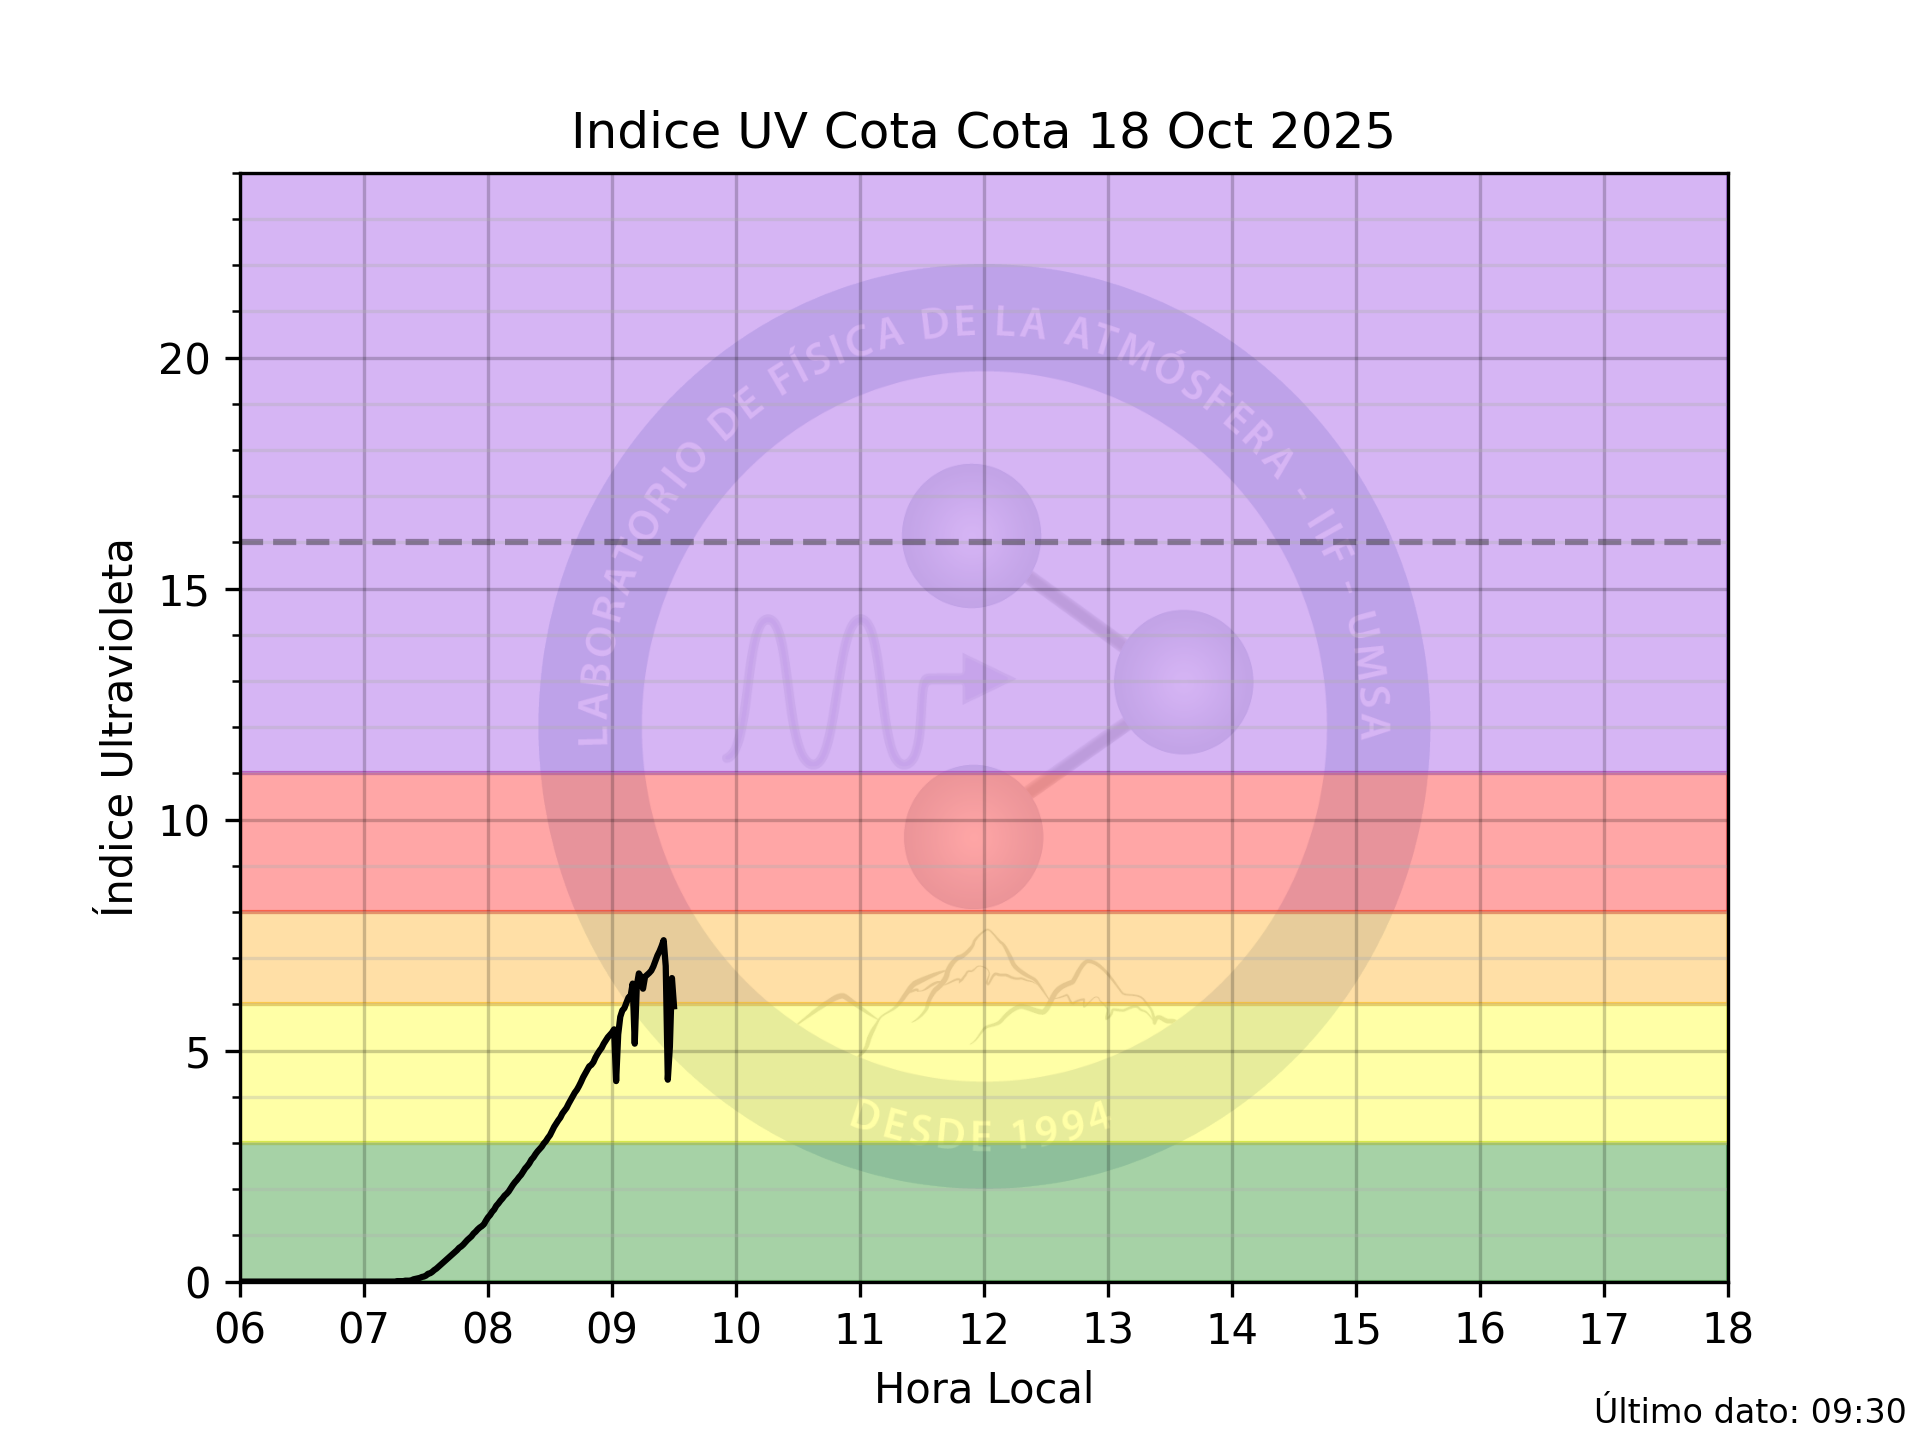 Indice UV Cota Cota 18 Oct 2025
Índice Ultravioleta
20
15
10
5
0
LABORATORIO DE FÍSICA DE LA ATMÓSFERA - IIF - UMSA
DESDE 1994
06 07 08 09 10 11 12 13 14 15 16 17 18
Hora Local
Último dato: 09:30